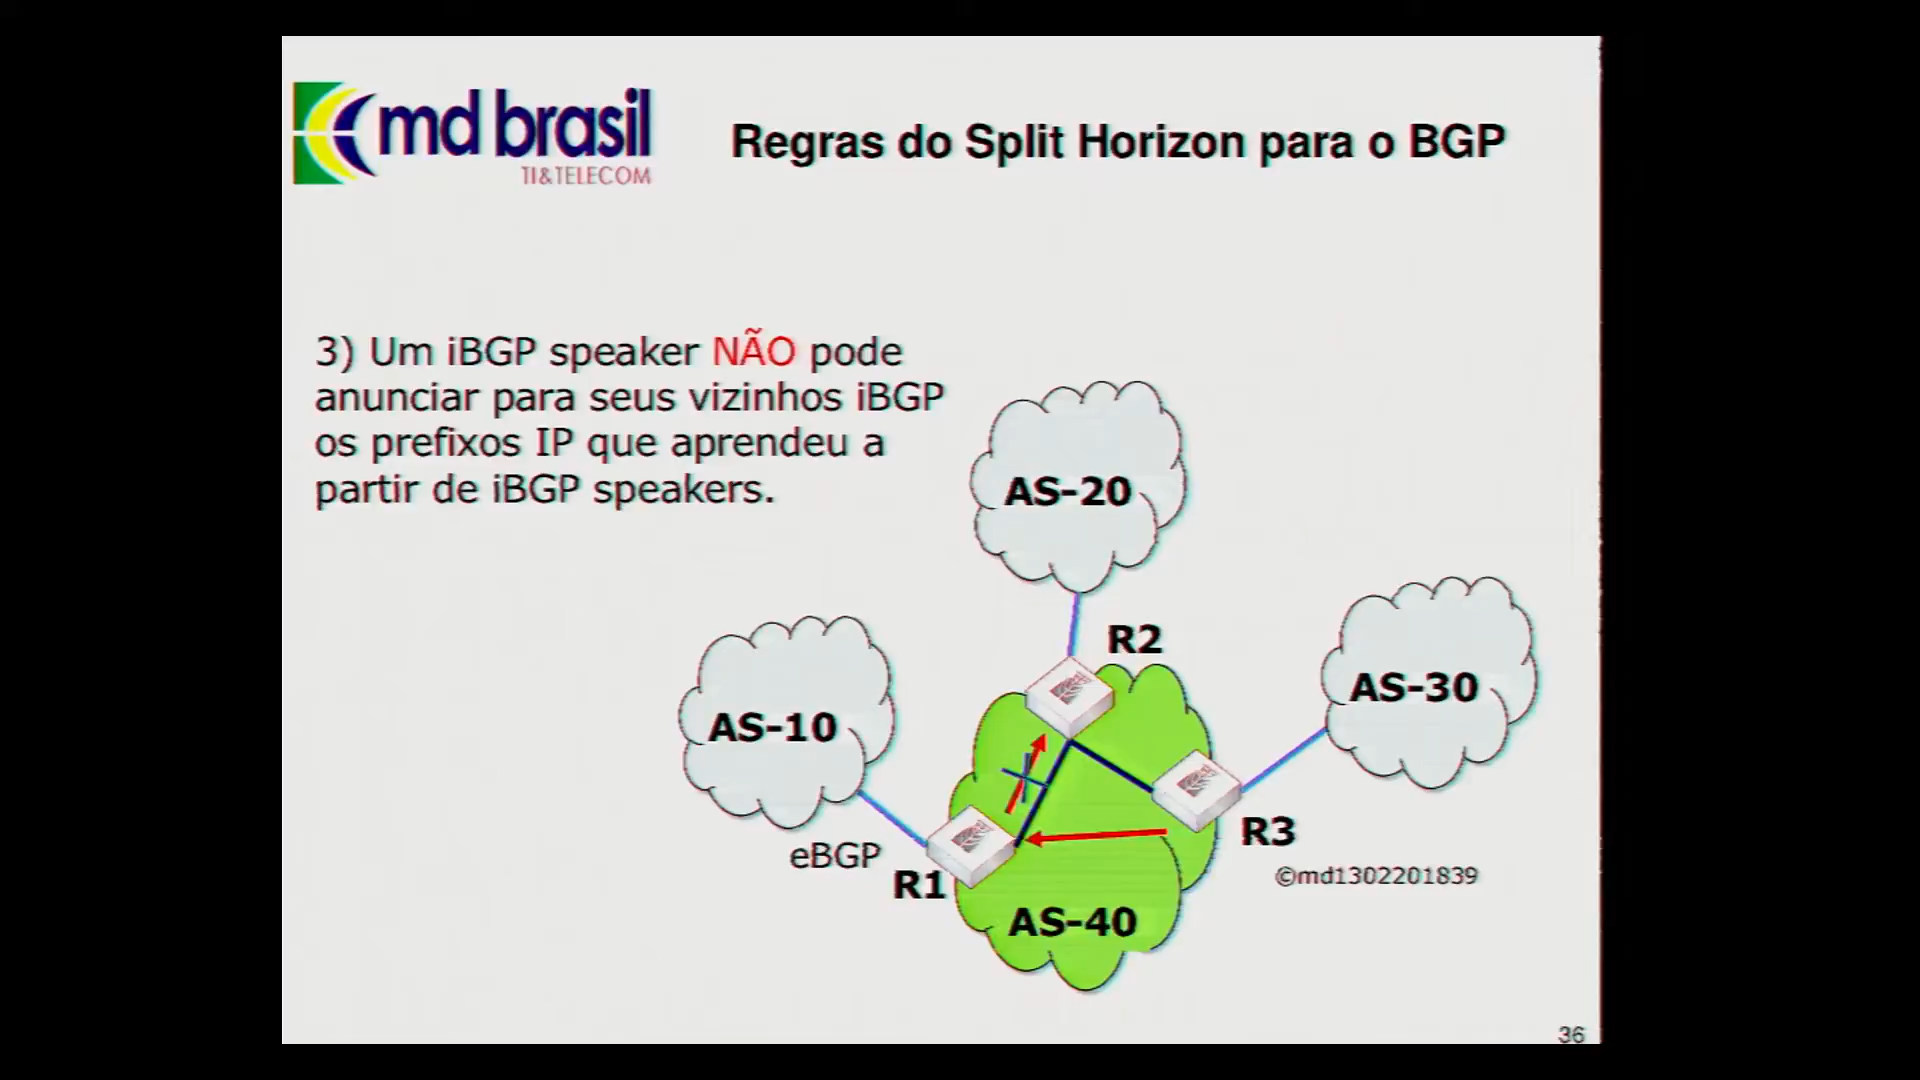 md brasil
TI&TELECOM
Regras do Split Horizon para o BGP
3) Um iBGP speaker NÃO pode
anunciar para seus vizinhos iBGP
os prefixos IP que aprendeu a
partir de iBGP speakers.
AS-20
R2
AS-30
AS-10
R3
eBGP
R1
©md1302201839
AS-40
36